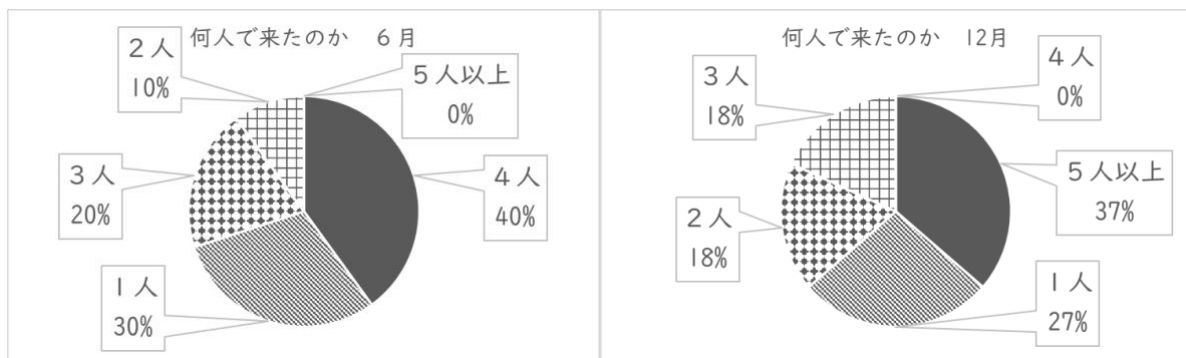 何人で来たのか　６月
２人
10%
５人以上
0%
３人
20%
４人
40%
１人
30%
何人で来たのか　12月
３人
18%
４人
0%
５人以上
37%
２人
18%
１人
27%